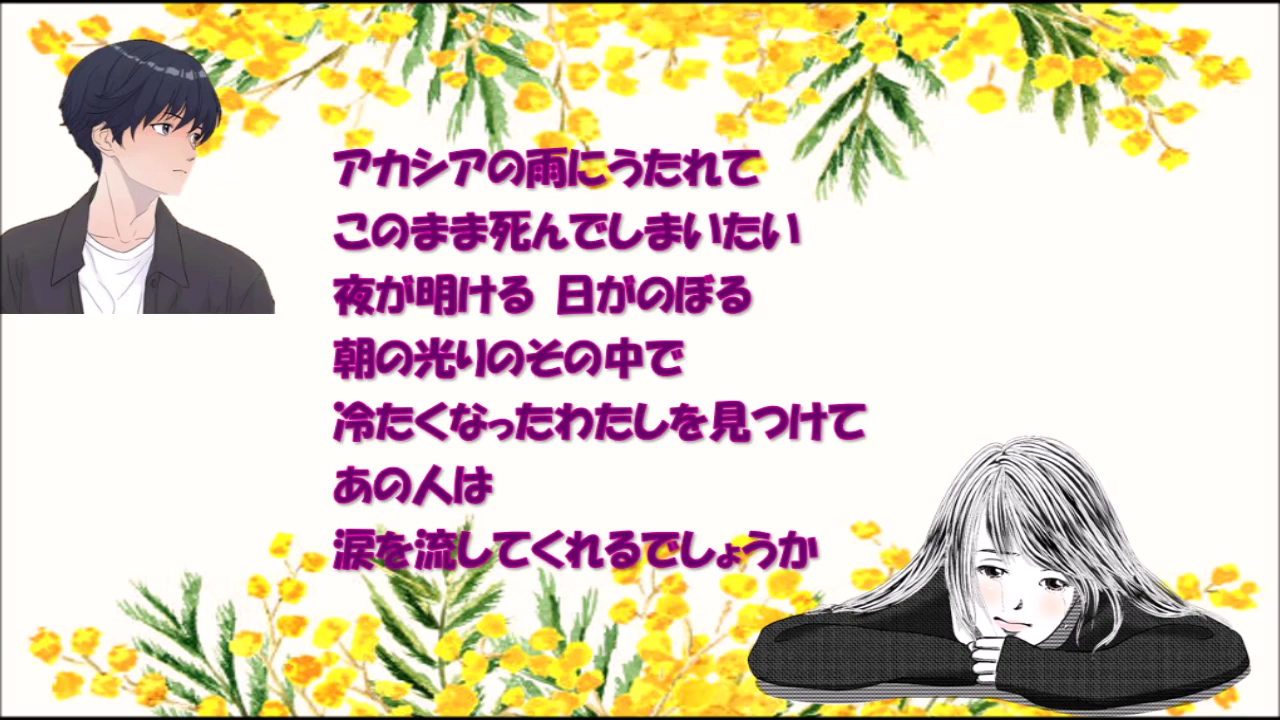 アカシアの雨にうたれて
このまま死んでしまいたい
夜が明ける 日がのぼる
朝の光りのその中で
冷たくなったわたしを見つけて
あの人は
涙を流してくれるでしょうか